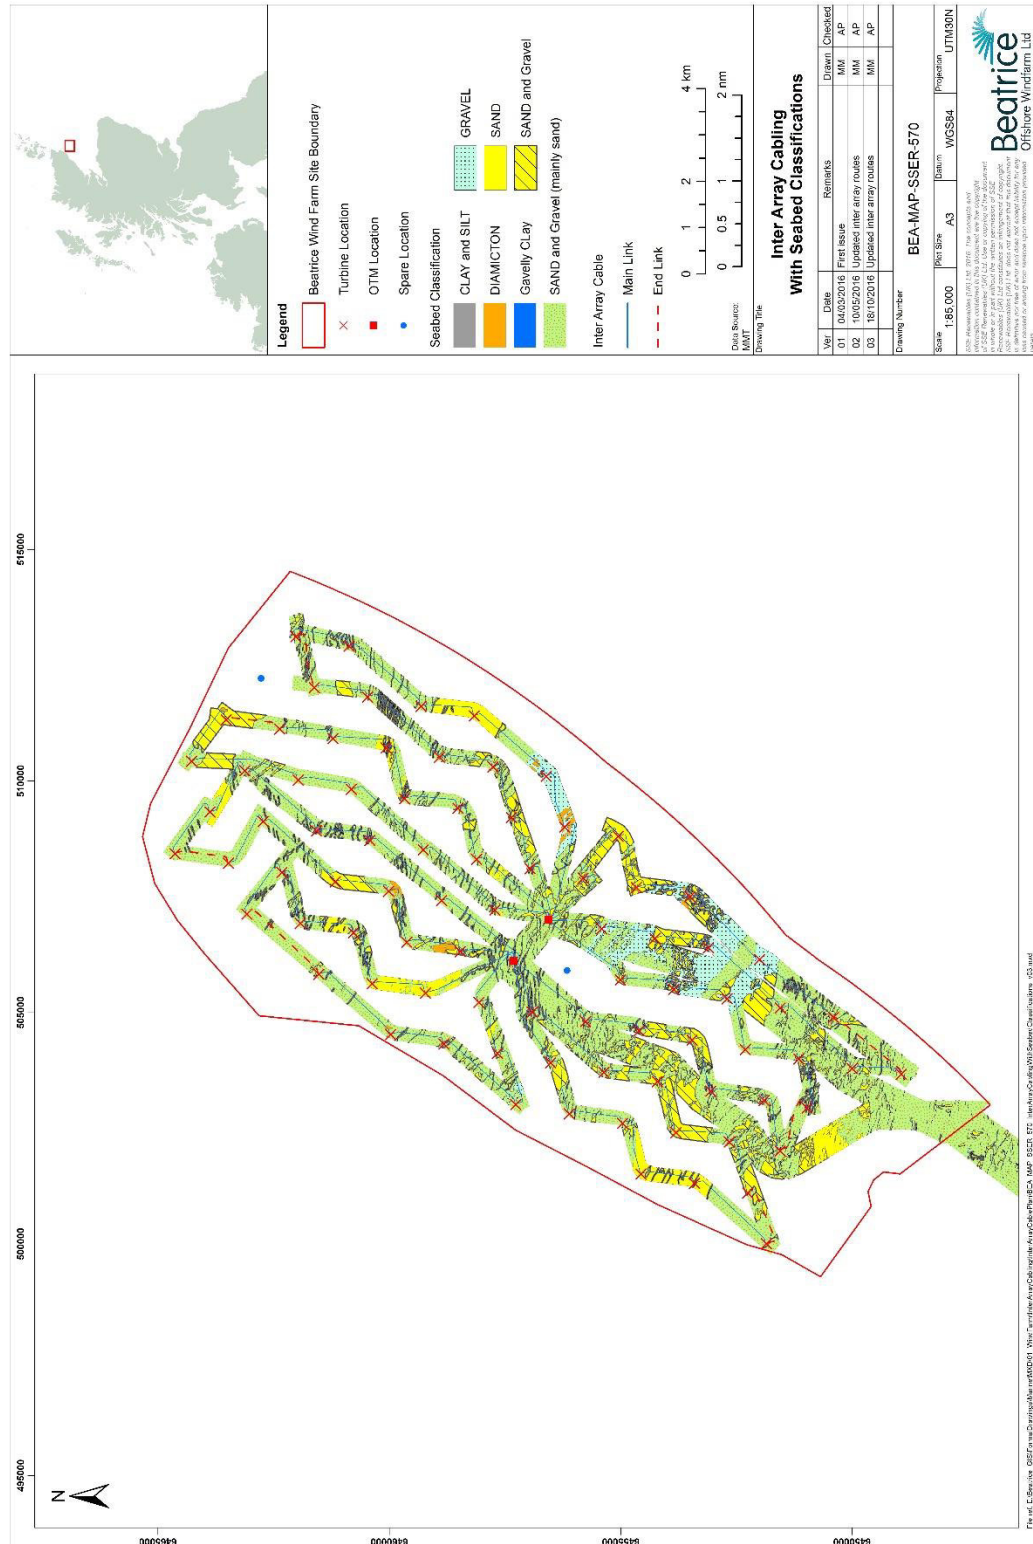 N
495000
500000
505000
510000
515000
6465000
6460000
6455000
6450000
Legend
Beatrice Wind Farm Site Boundary
Turbine Location
OTM Location
Spare Location
Seabed Classification
CLAY and SILT
GRAVEL
DIAMICTON
SAND
Gavelly CLay
SAND and Gravel
SAND and Gravel (mainly sand)
Inter Array Cable
Main Link
End Link
0 1 2 4 km
0 0.5 1 2 nm
Data Source:
MMT
Drawing Title
Inter Array Cabling
With Seabed Classifications
Ver Date Remarks Drawn Checked
01 04/03/2016 First issue MM AP
02 10/05/2016 Updated inter array routes MM AP
03 18/10/2016 Updated inter array routes MM AP
Drawing Number
BEA-MAP-SSER-570
Scale 1:85,000 Plot Size A3 Datum WGS84 Projection UTM30N
Beatrice
Offshore Windfarm Ltd